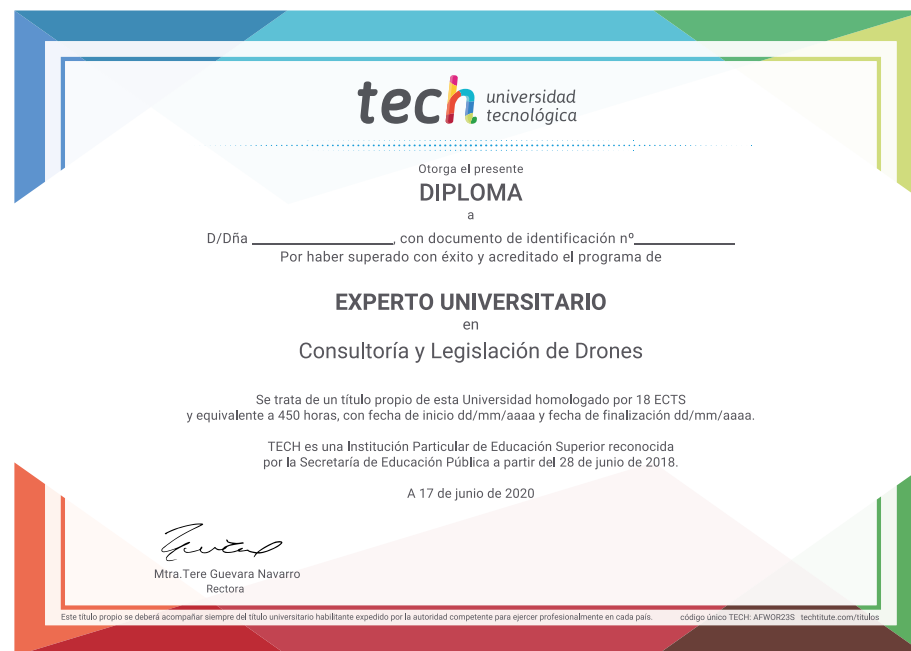 tech universidad
tecnológica
Otorga el presente
DIPLOMA
a
D/Dña ________________, con documento de identificación nº____________
Por haber superado con éxito y acreditado el programa de
EXPERTO UNIVERSITARIO
en
Consultoría y Legislación de Drones
Se trata de un título propio de esta Universidad homologado por 18 ECTS
y equivalente a 450 horas, con fecha de inicio dd/mm/aaaa y fecha de finalización dd/mm/aaaa.
TECH es una Institución Particular de Educación Superior reconocida
por la Secretaría de Educación Pública a partir del 28 de junio de 2018.
A 17 de junio de 2020
Mtra.Tere Guevara Navarro
Rectora
Este título propio se deberá acompañar siempre del título universitario habilitante expedido por la autoridad competente para ejercer profesionalmente en cada país. código único TECH: AFWOR23S techtitute.com/titulos